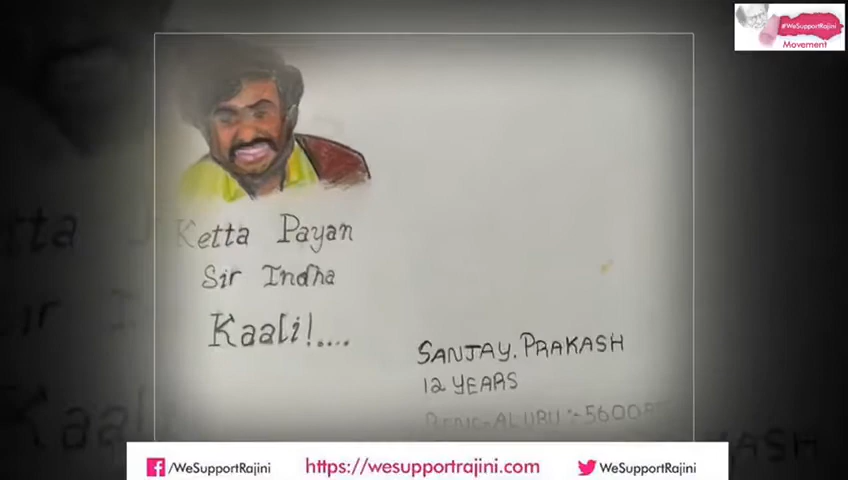 #WeSupportRajini
Movement
Ketta Payan
Sir Indha
Kaali!....
SANJAY. PRAKASH
12 YEARS
/WeSupportRajini
https://wesupportrajini.com
WeSupportRajini